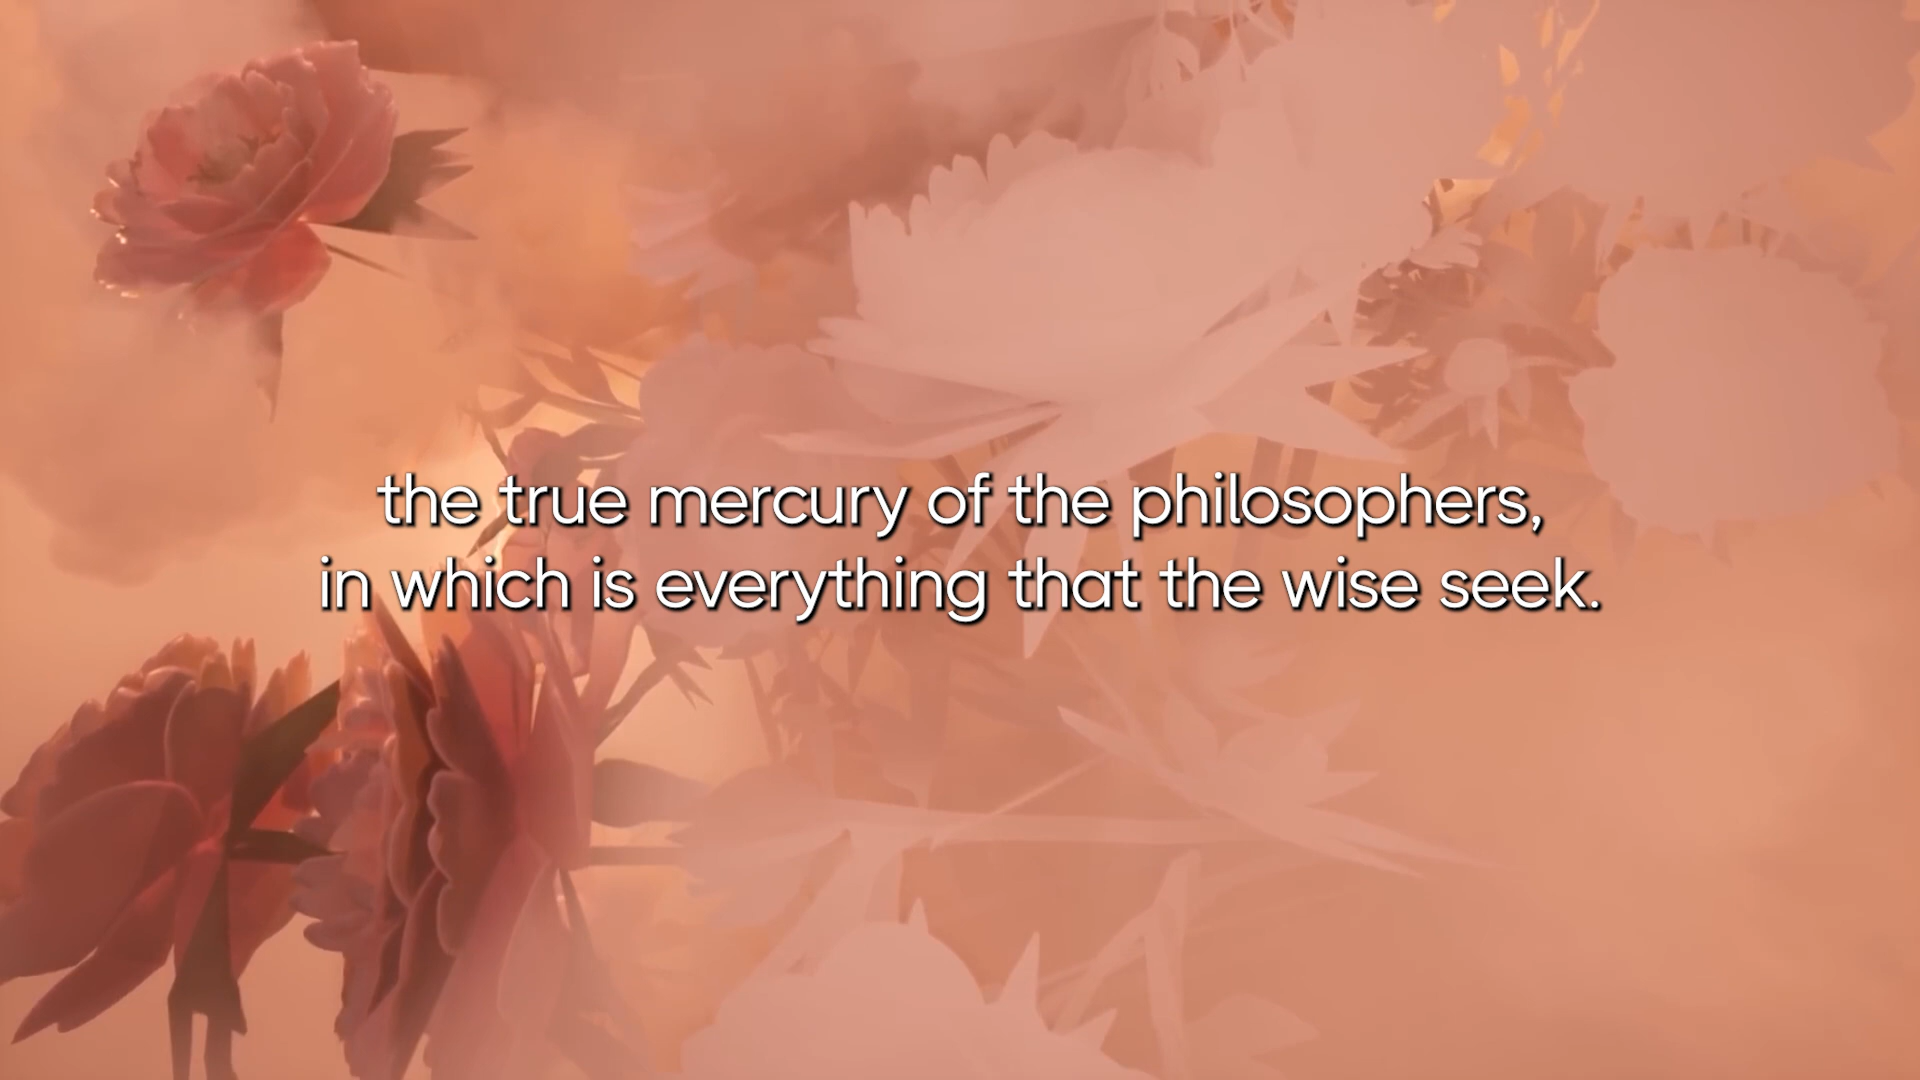 the true mercury of the philosophers,
in which is everything that the wise seek.